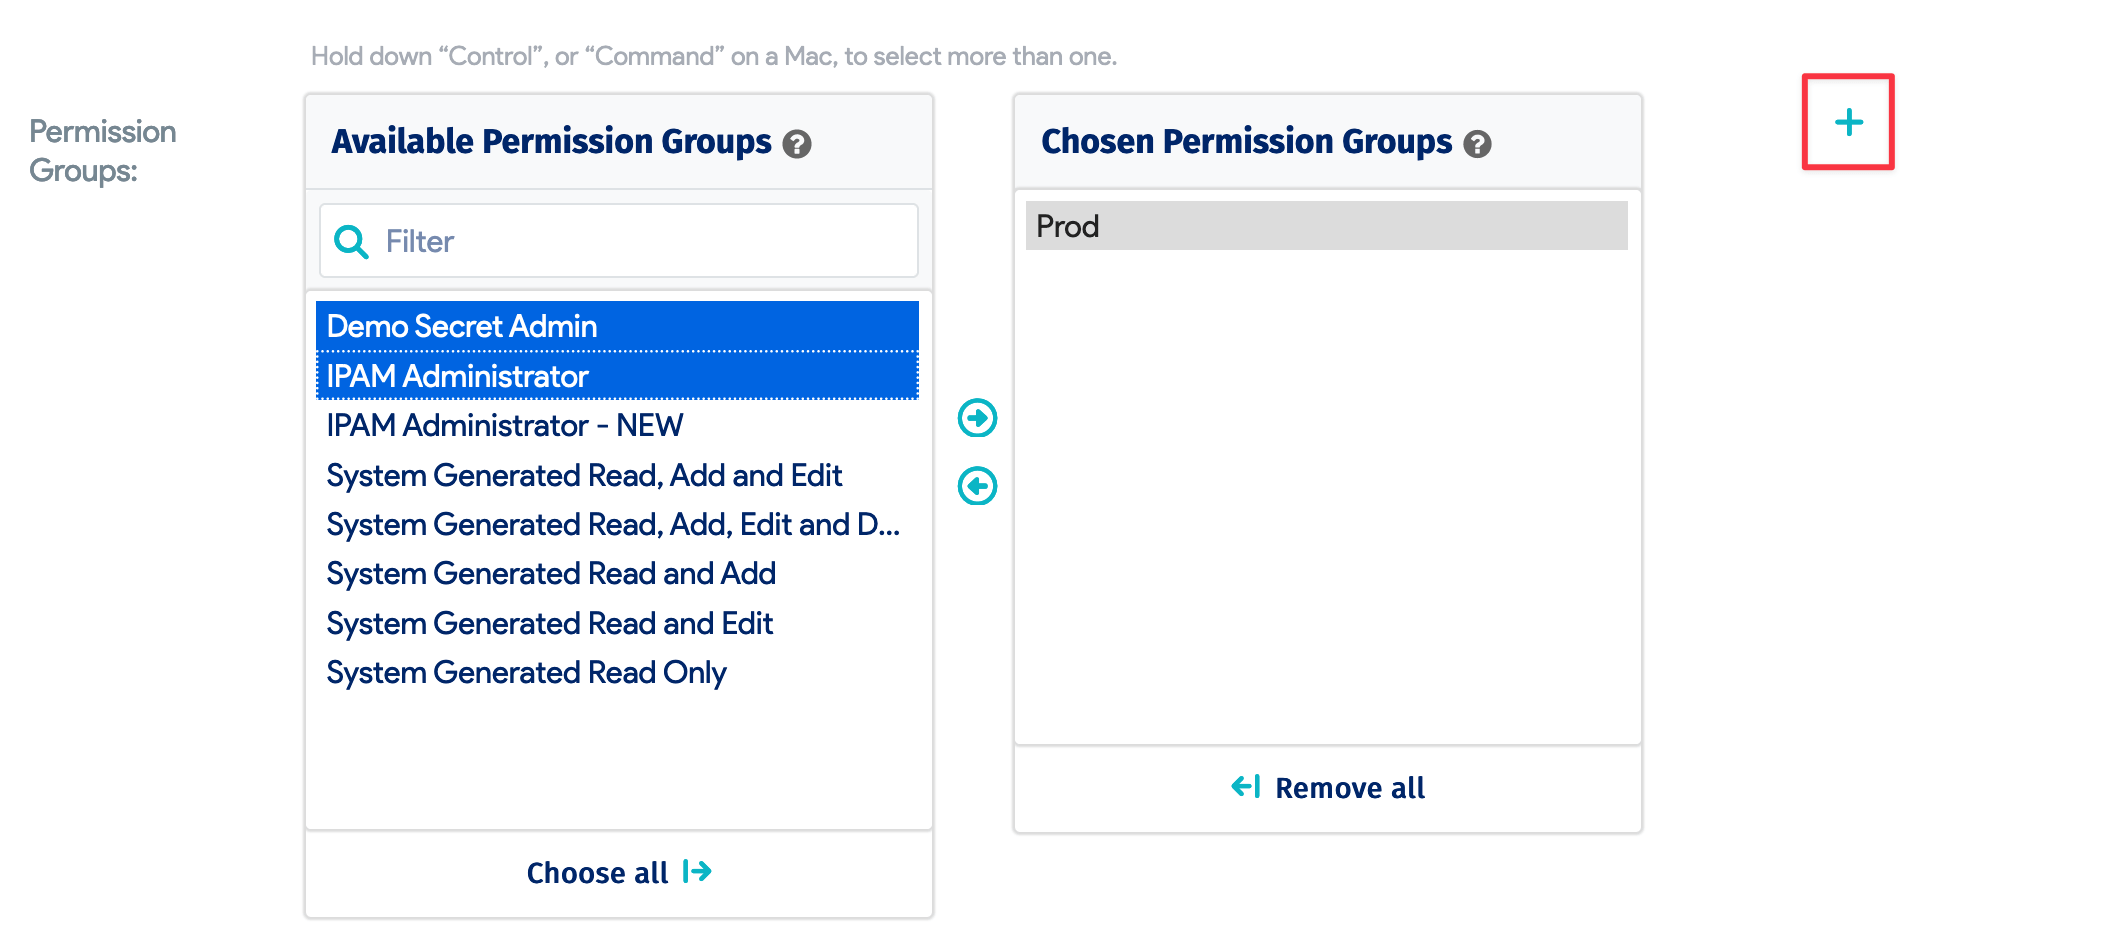 Hold down “Control”, or “Command” on a Mac, to select more than one.
Permission
Groups:
Available Permission Groups
Filter
Demo Secret Admin
IPAM Administrator
IPAM Administrator - NEW
System Generated Read, Add and Edit
System Generated Read, Add, Edit and D...
System Generated Read and Add
System Generated Read and Edit
System Generated Read Only
Choose all
Chosen Permission Groups
Prod
Remove all